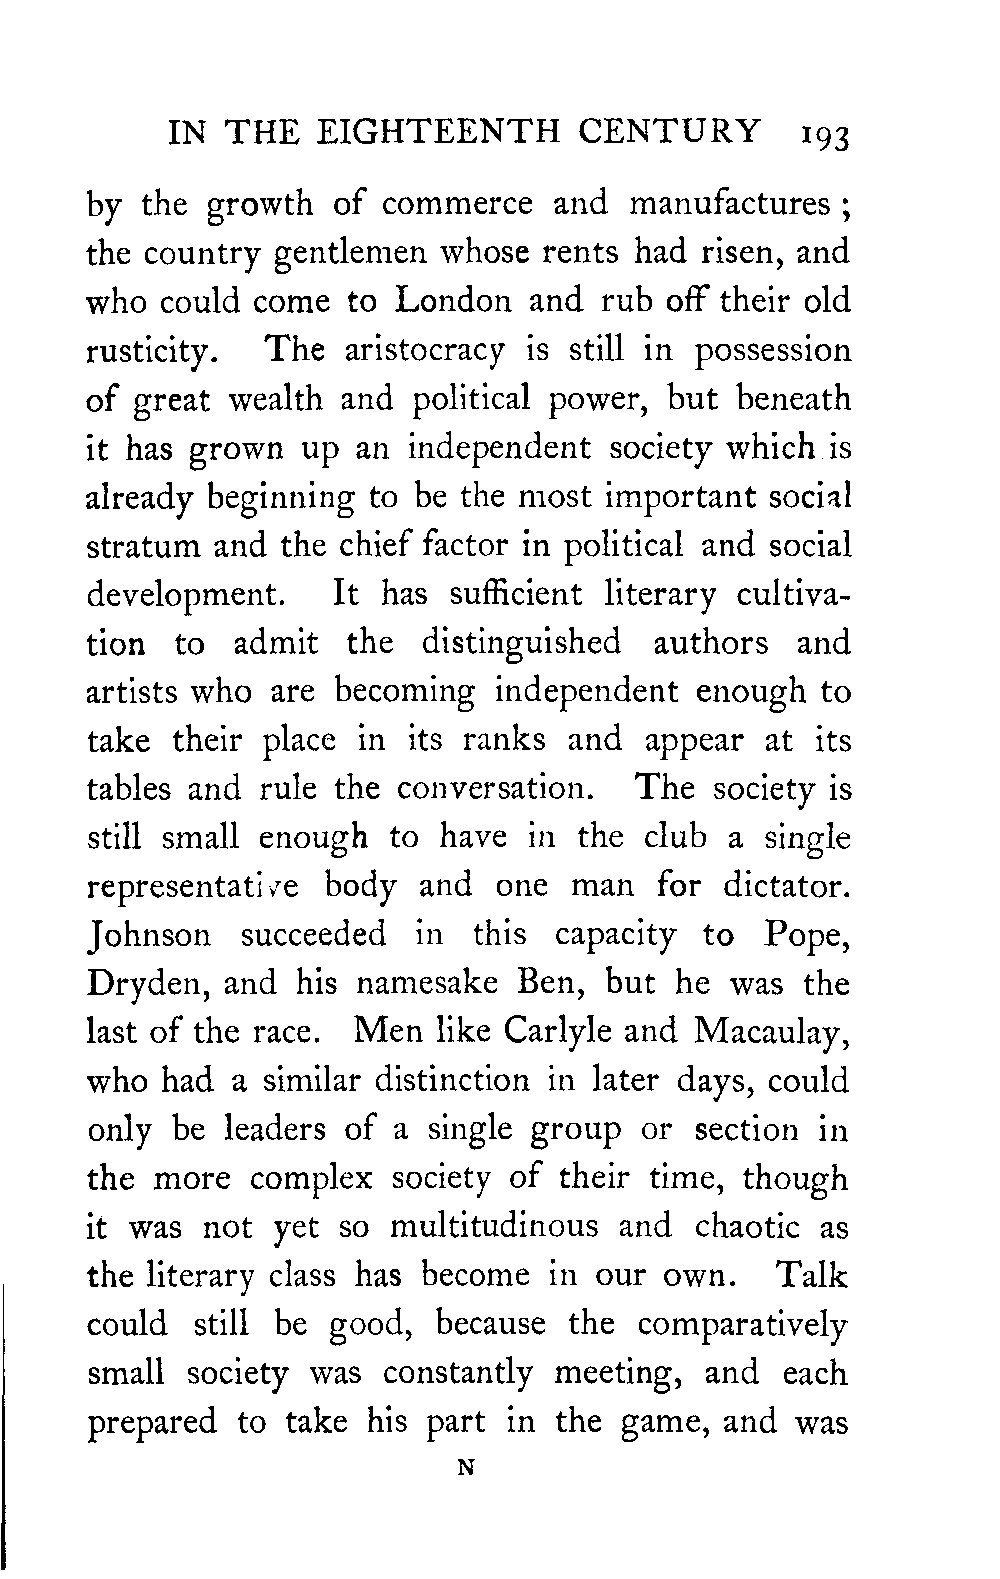 IN THE EIGHTEENTH CENTURY 193
by the growth of commerce and manufactures ;
the country gentlemen whose rents had risen, and
who could come to London and rub off their old
rusticity. The aristocracy is still in possession
of great wealth and political power, but beneath
it has grown up an independent society which is
already beginning to be the most important social
stratum and the chief factor in political and social
development. It has sufficient literary cultiva-
tion to admit the distinguished authors and
artists who are becoming independent enough to
take their place in its ranks and appear at its
tables and rule the conversation. The society is
still small enough to have in the club a single
representative body and one man for dictator.
Johnson succeeded in this capacity to Pope,
Dryden, and his namesake Ben, but he was the
last of the race. Men like Carlyle and Macaulay,
who had a similar distinction in later days, could
only be leaders of a single group or section in
the more complex society of their time, though
it was not yet so multitudinous and chaotic as
the literary class has become in our own. Talk
could still be good, because the comparatively
small society was constantly meeting, and each
prepared to take his part in the game, and was
N